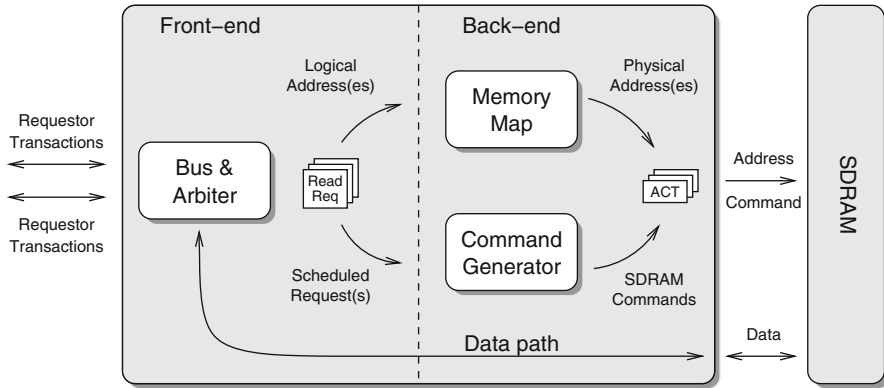 Front–end
Back–end
Logical
Address(es)
Physical
Address(es)
Requestor
Transactions
Requestor
Transactions
Bus &
Arbiter
Read
Req
Memory
Map
Command
Generator
ACT
Scheduled
Request(s)
SDRAM
Commands
Address
Command
Data path
Data
SDRAM